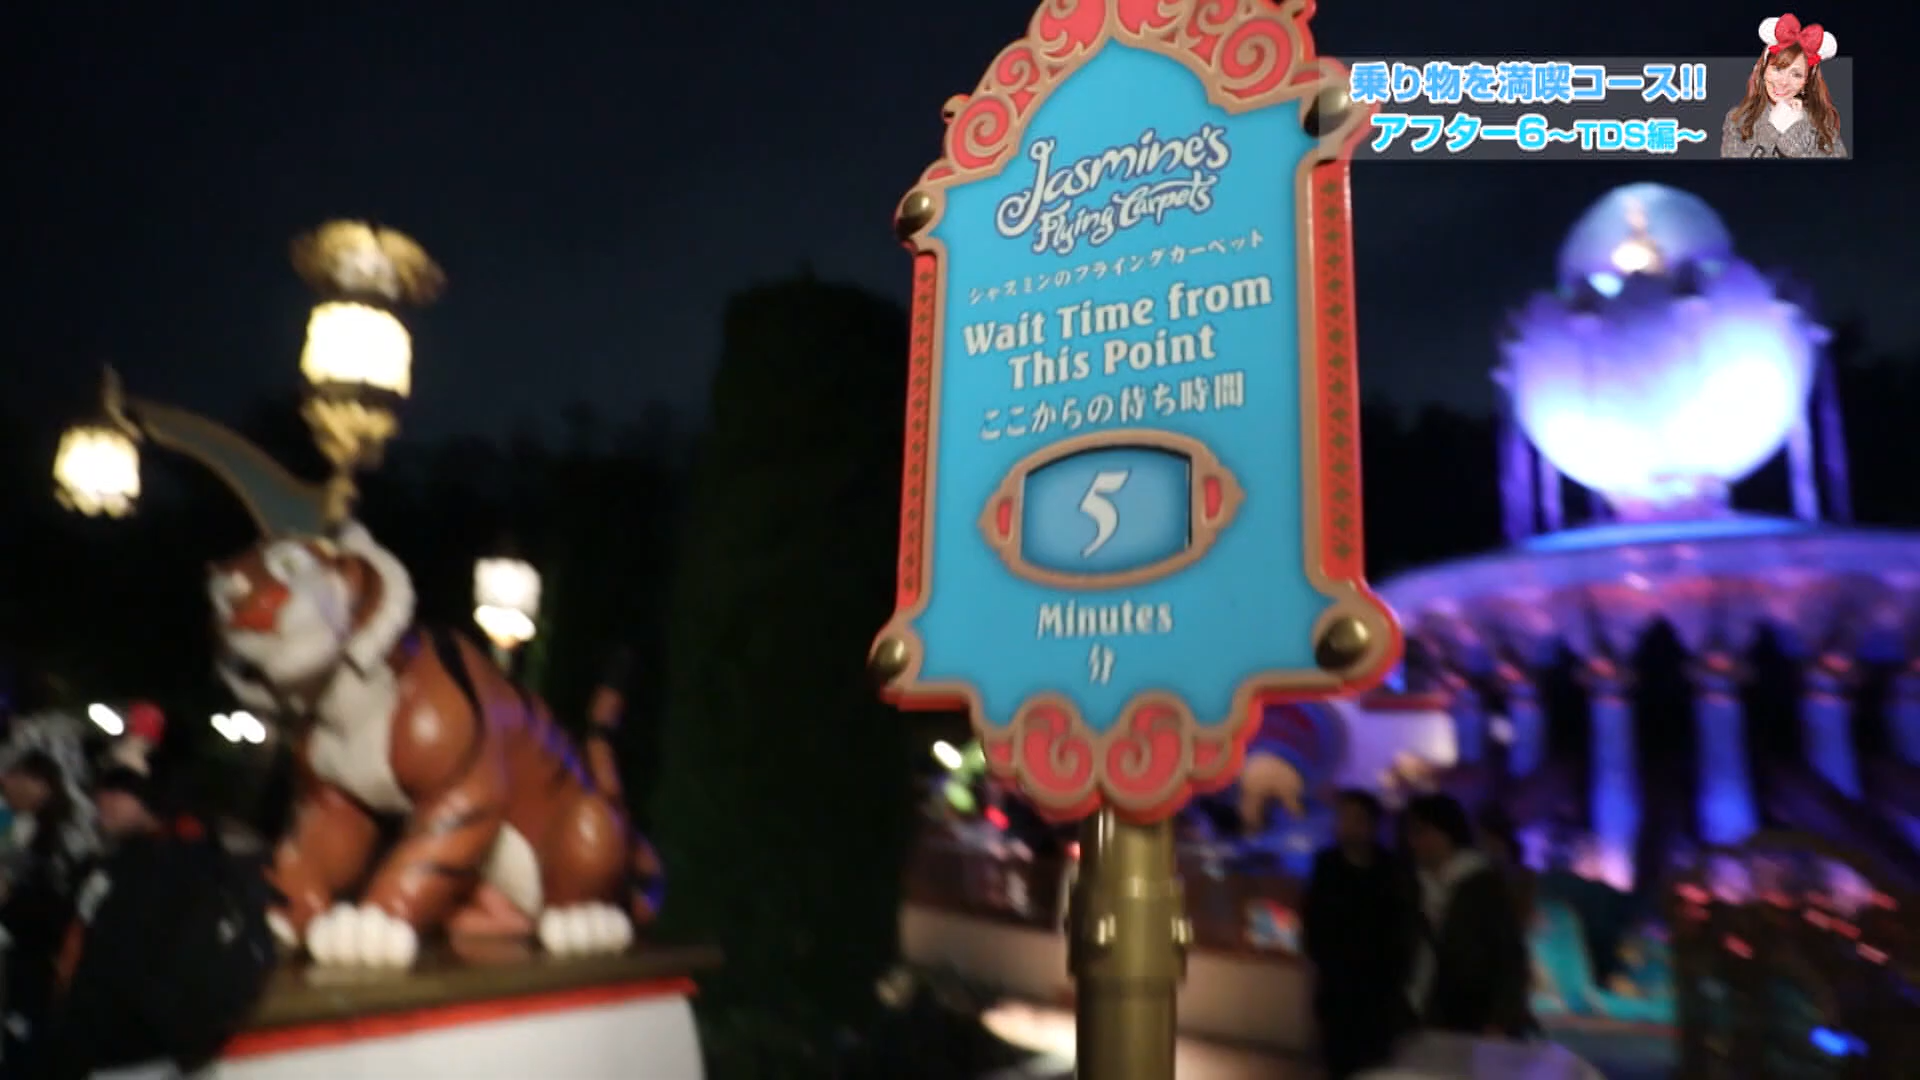 乗り物を満喫コース!!
アフター6～TDS編～
Jasmine's
Flying Carpets
ジャスミンのフライングカーペット
Wait Time from
This Point
ここからの待ち時間
5
Minutes
分